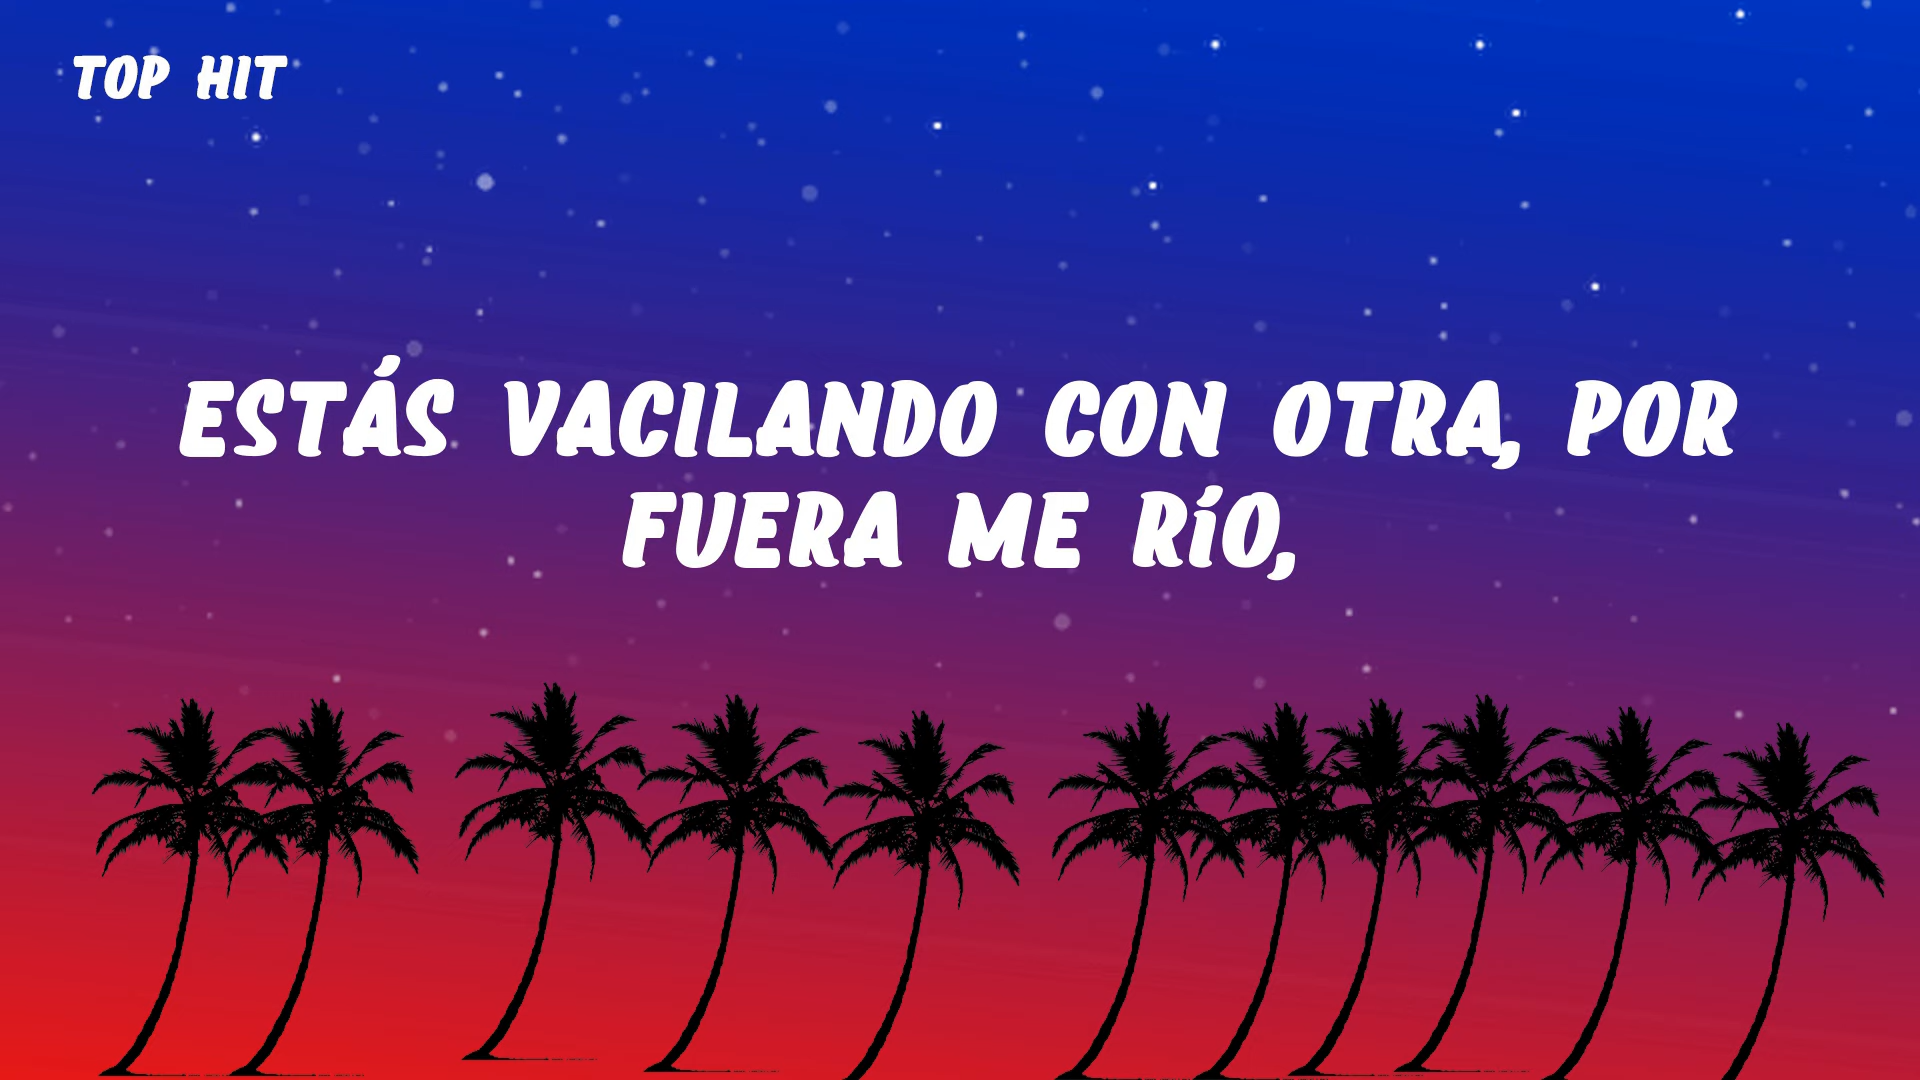 TOP HIT
ESTÁS VACILANDO CON OTRA, POR
FUERA ME RÍO,